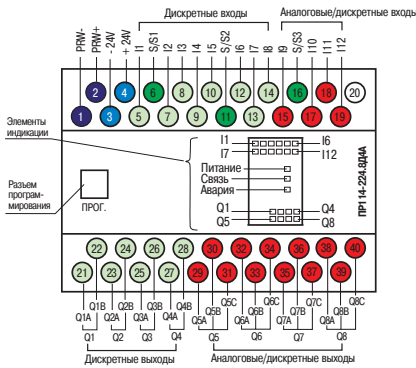 Дискретные входы
Аналоговые/дискретные входы
PRW-
PRW+
- 24V
+ 24V
I1
S/S1
I2
I3
I4
I5
S/S2
I6
I7
I8
I9
S/S3
I10
I11
I12
2 4 6 8 10 12 14 16 18 20
1 3 5 7 9 11 13 15 17 19
Элементы индикации
I1 I6
I7 I12
Питание
Связь
Авария
Q1 Q4
Q5 Q8
ПР114-224.8Д4А
Разъем програм-
мирования
ПРОГ.
22 24 26 28 30 32 34 36 38 40
21 23 25 27 29 31 33 35 37 39
Q1B Q2B Q3B Q4B Q5C Q6C Q7C Q8C
Q5B Q6B Q7B Q8B
Q1A Q2A Q3A Q4A Q5A Q6A Q7A Q8A
Q1 Q2 Q3 Q4 Q5 Q6 Q7 Q8
Дискретные выходы
Аналоговые/дискретные выходы